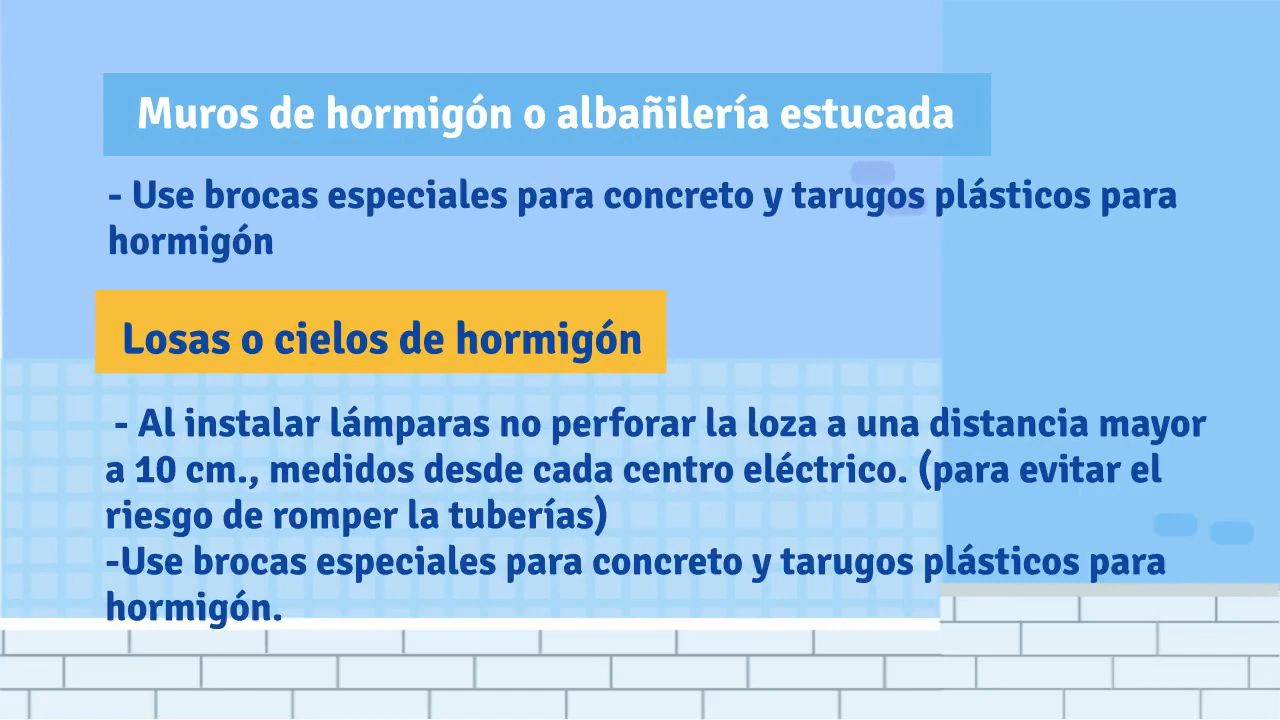 Muros de hormigón o albañilería estucada
- Use brocas especiales para concreto y tarugos plásticos para
hormigón
Losas o cielos de hormigón
- Al instalar lámparas no perforar la loza a una distancia mayor
a 10 cm., medidos desde cada centro eléctrico. (para evitar el
riesgo de romper la tuberías)
-Use brocas especiales para concreto y tarugos plásticos para
hormigón.